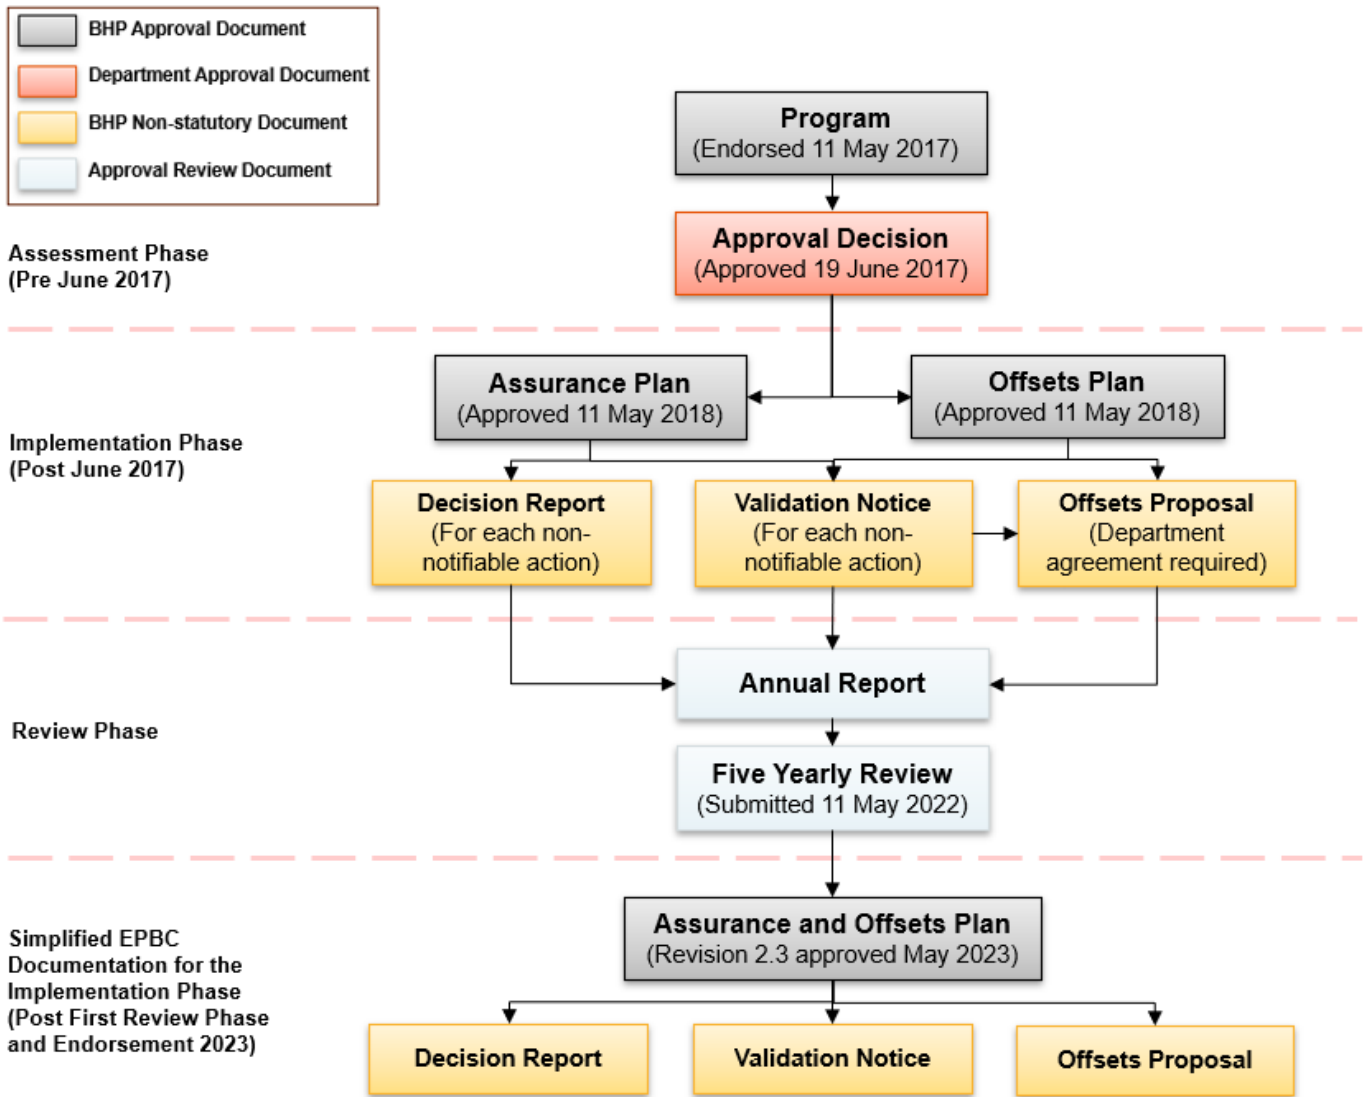 BHP Approval Document
Department Approval Document
BHP Non-statutory Document
Approval Review Document
Program
(Endorsed 11 May 2017)
Approval Decision
(Approved 19 June 2017)
Assessment Phase
(Pre June 2017)
Assurance Plan
(Approved 11 May 2018)
Offsets Plan
(Approved 11 May 2018)
Implementation Phase
(Post June 2017)
Decision Report
(For each non-
notifiable action)
Validation Notice
(For each non-
notifiable action)
Offsets Proposal
(Department
agreement required)
Annual Report
Review Phase
Five Yearly Review
(Submitted 11 May 2022)
Assurance and Offsets Plan
(Revision 2.3 approved May 2023)
Simplified EPBC
Documentation for the
Implementation Phase
(Post First Review Phase
and Endorsement 2023)
Decision Report
Validation Notice
Offsets Proposal